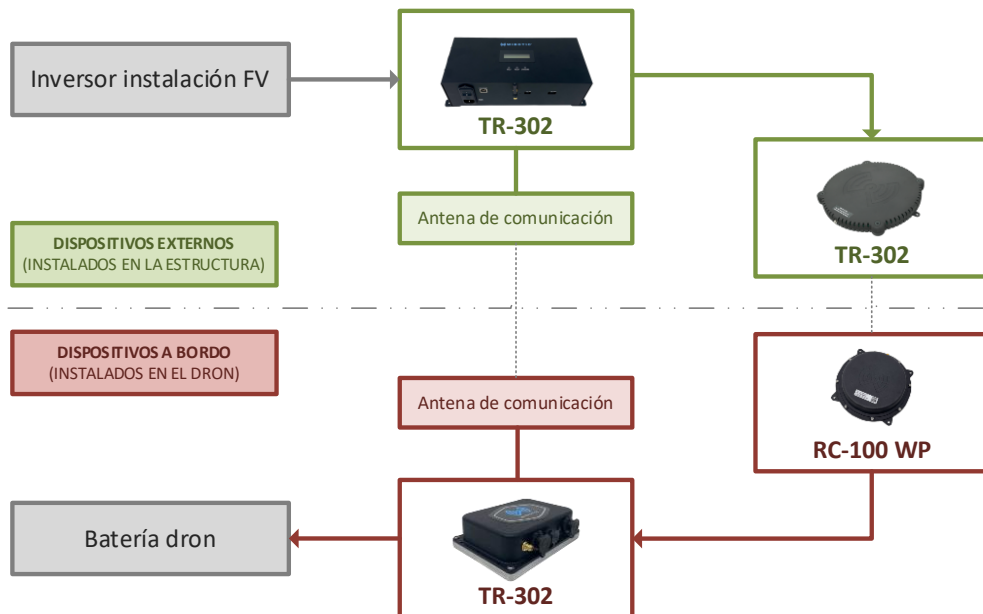 Inversor instalación FV
TR-302
Antena de comunicación
TR-302
DISPOSITIVOS EXTERNOS
(INSTALADOS EN LA ESTRUCTURA)
DISPOSITIVOS A BORDO
(INSTALADOS EN EL DRON)
Antena de comunicación
RC-100 WP
Batería dron
TR-302